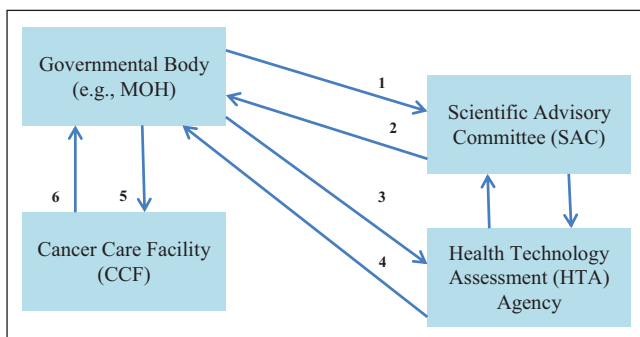 Governmental Body
(e.g., MOH)
1
Scientific Advisory
Committee (SAC)
2
3
6
5
Cancer Care Facility
(CCF)
4
Health Technology
Assessment (HTA)
Agency